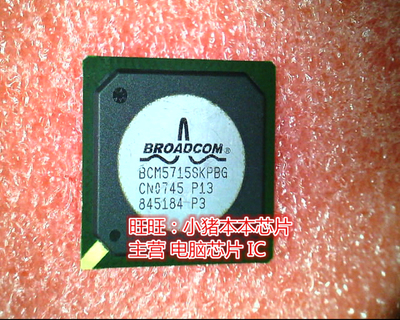 BROADCOM®
BCM5715SKPBG
CN0745 P13
845184 P3
旺旺：小猪本本芯片
主营 电脑芯片 IC